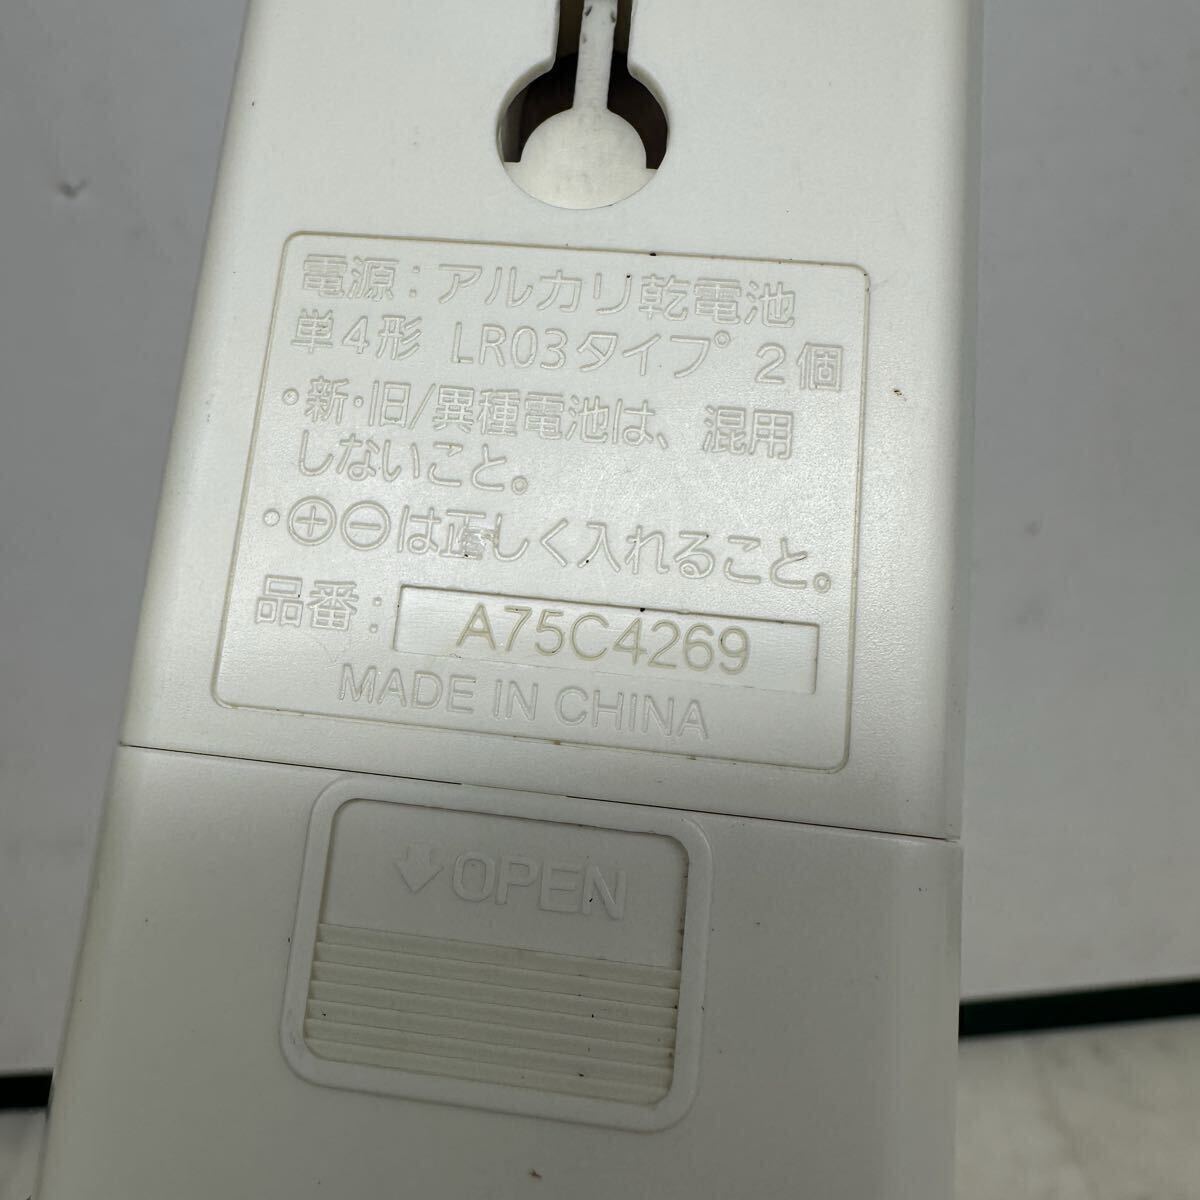 電源：アルカリ乾電池
単4形 LR03タイプ 2個
・新・旧/異種電池は、混用
しないこと。
・⊕⊖は正しく入れること。
品番：A75C4269
MADE IN CHINA
↓OPEN